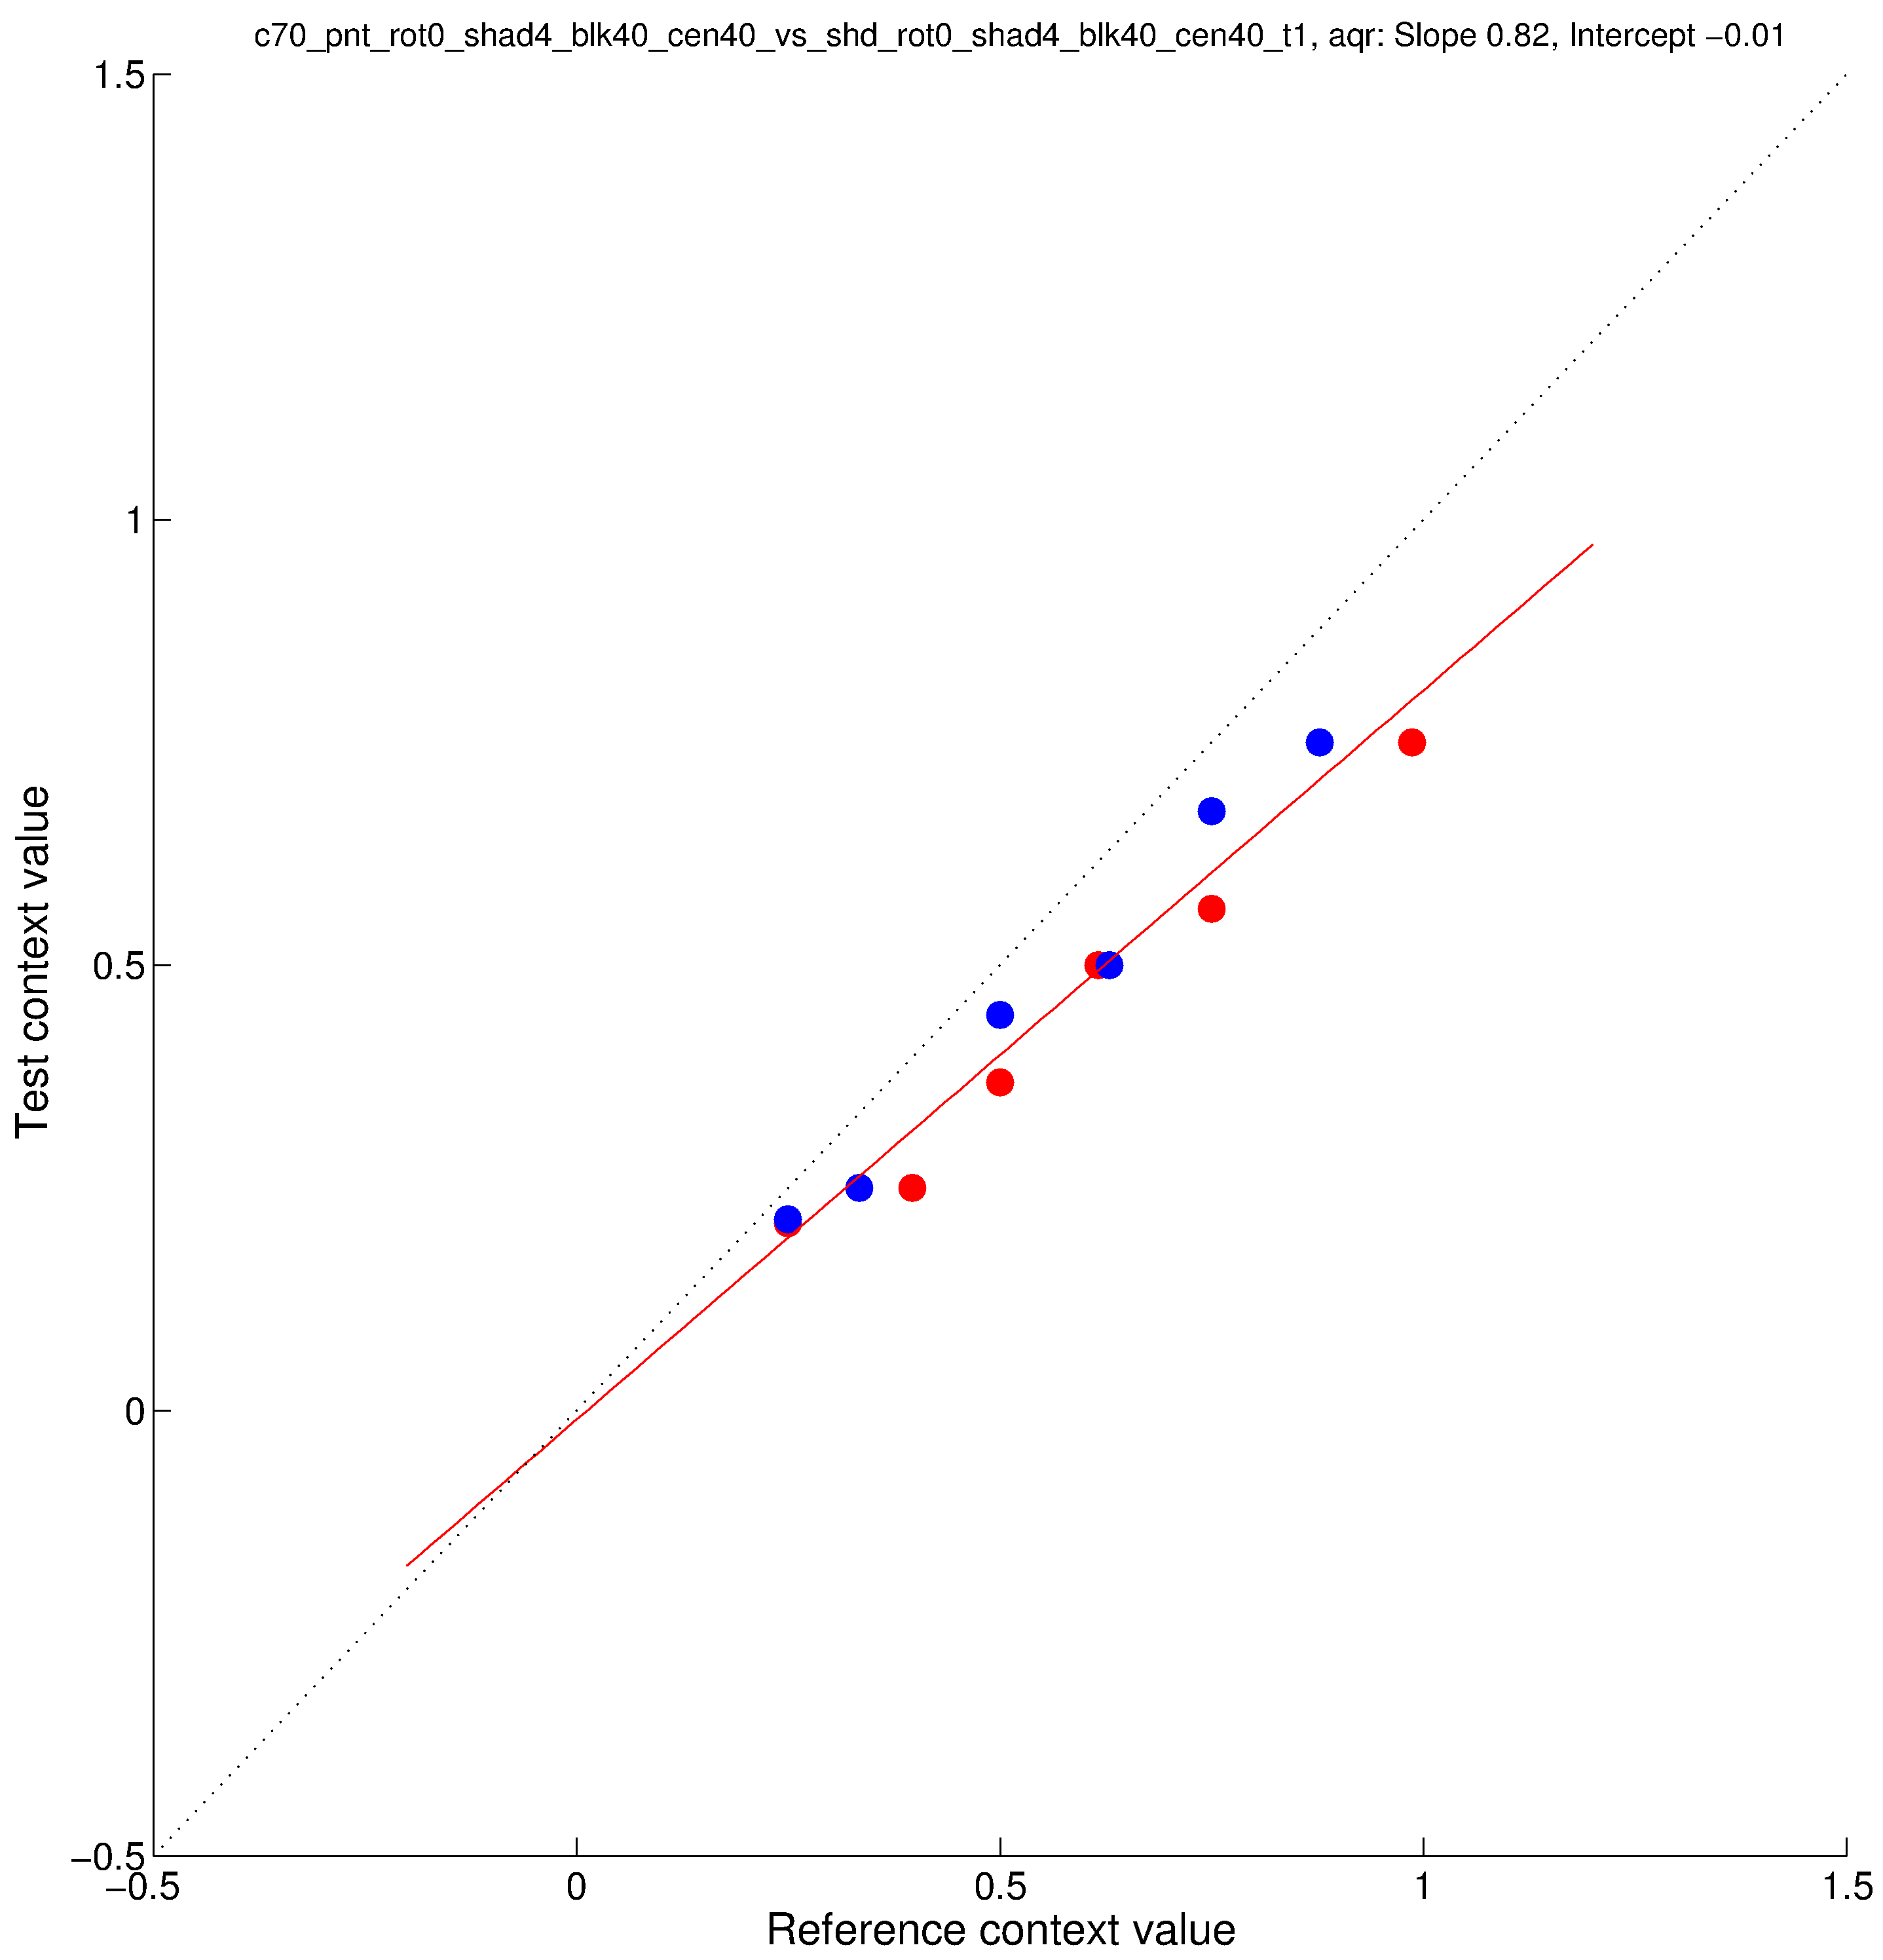 c70_pnt_rot0_shad4_blk40_cen40_vs_shd_rot0_shad4_blk40_cen40_t1, aqr: Slope 0.82, Intercept −0.01
1.5
1
0.5
0
−0.5
Test context value
−0.5 0 0.5 1 1.5
Reference context value